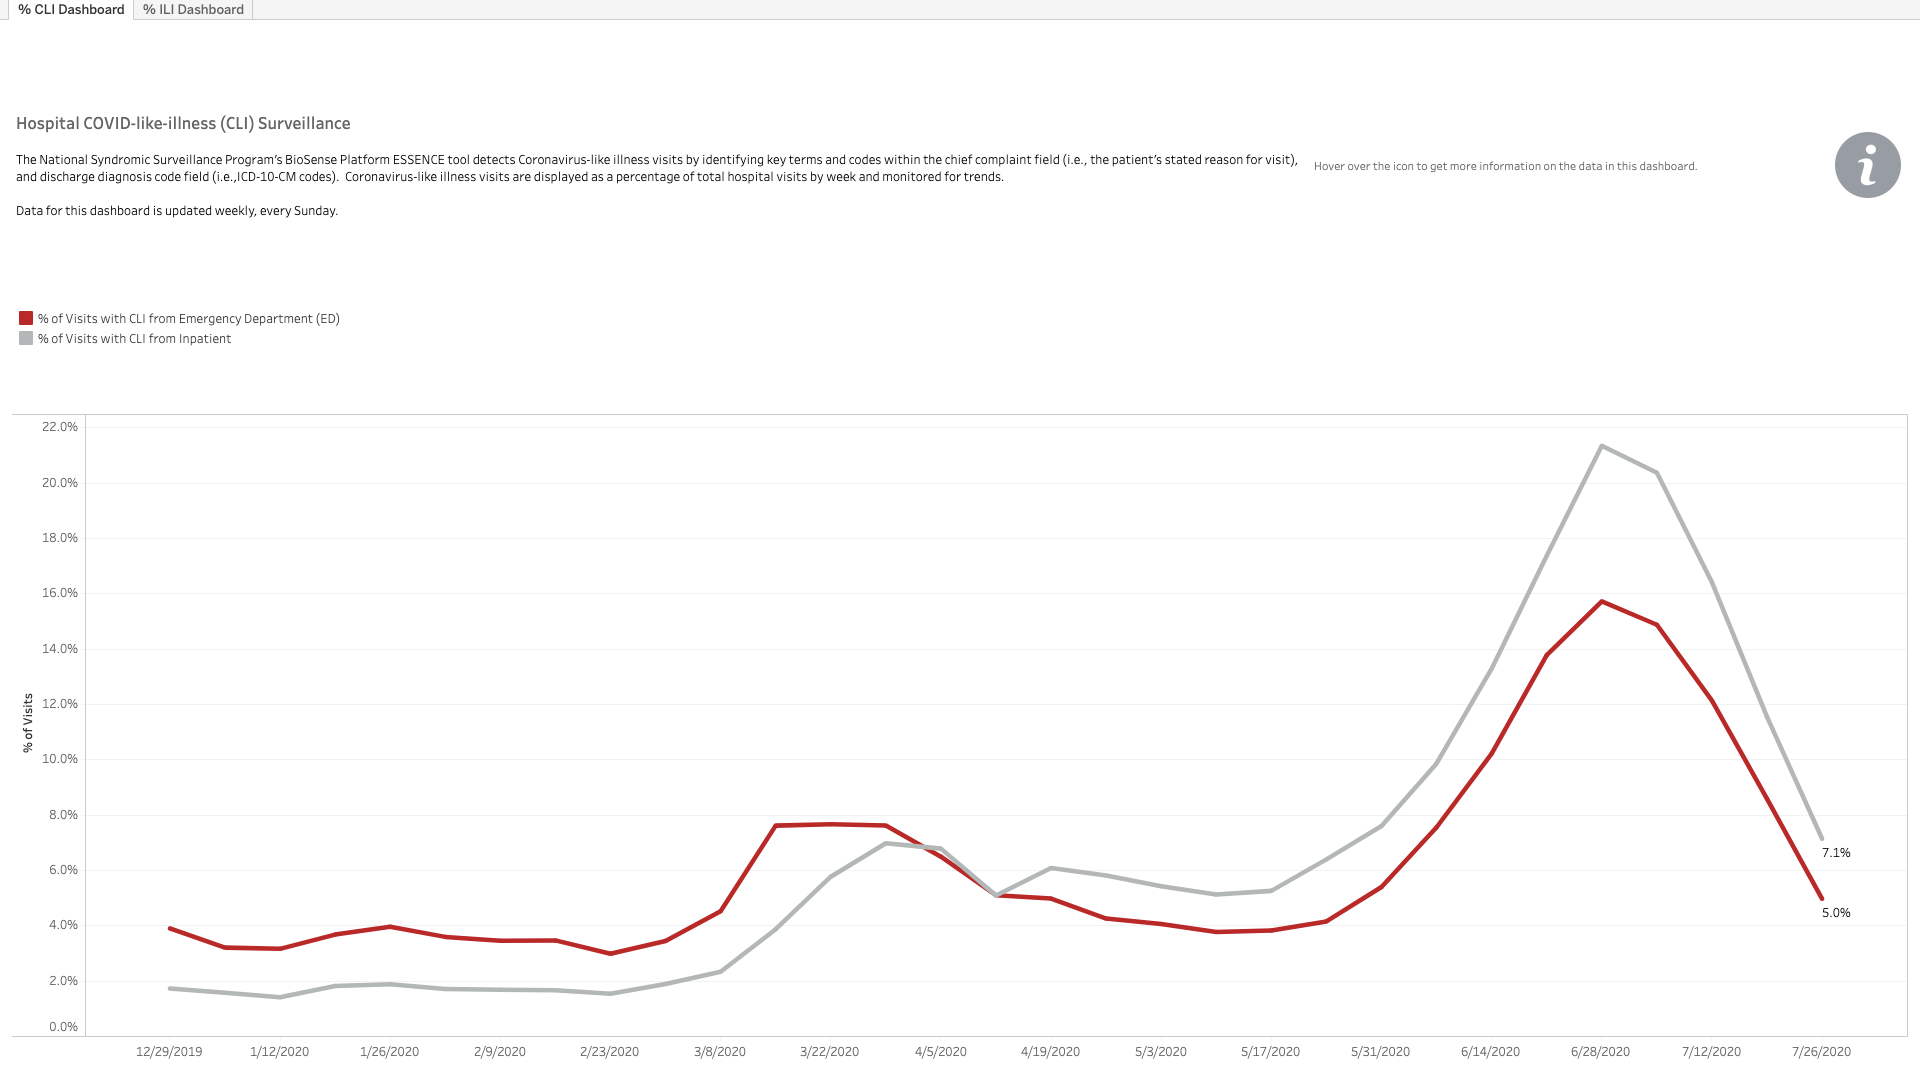 % CLI Dashboard
% ILI Dashboard
Hospital COVID-like-illness (CLI) Surveillance
The National Syndromic Surveillance Program's BioSense Platform ESSENCE tool detects Coronavirus-like illness visits by identifying key terms and codes within the chief complaint field (i.e., the patient's stated reason for visit),
and discharge diagnosis code field (i.e.,ICD-10-CM codes).  Coronavirus-like illness visits are displayed as a percentage of total hospital visits by week and monitored for trends.
Data for this dashboard is updated weekly, every Sunday.
Hover over the icon to get more information on the data in this dashboard.
i
% of Visits with CLI from Emergency Department (ED)
% of Visits with CLI from Inpatient
% of Visits
22.0%
20.0%
18.0%
16.0%
14.0%
12.0%
10.0%
8.0%
6.0%
4.0%
2.0%
0.0%
7.1%
5.0%
12/29/2019
1/12/2020
1/26/2020
2/9/2020
2/23/2020
3/8/2020
3/22/2020
4/5/2020
4/19/2020
5/3/2020
5/17/2020
5/31/2020
6/14/2020
6/28/2020
7/12/2020
7/26/2020